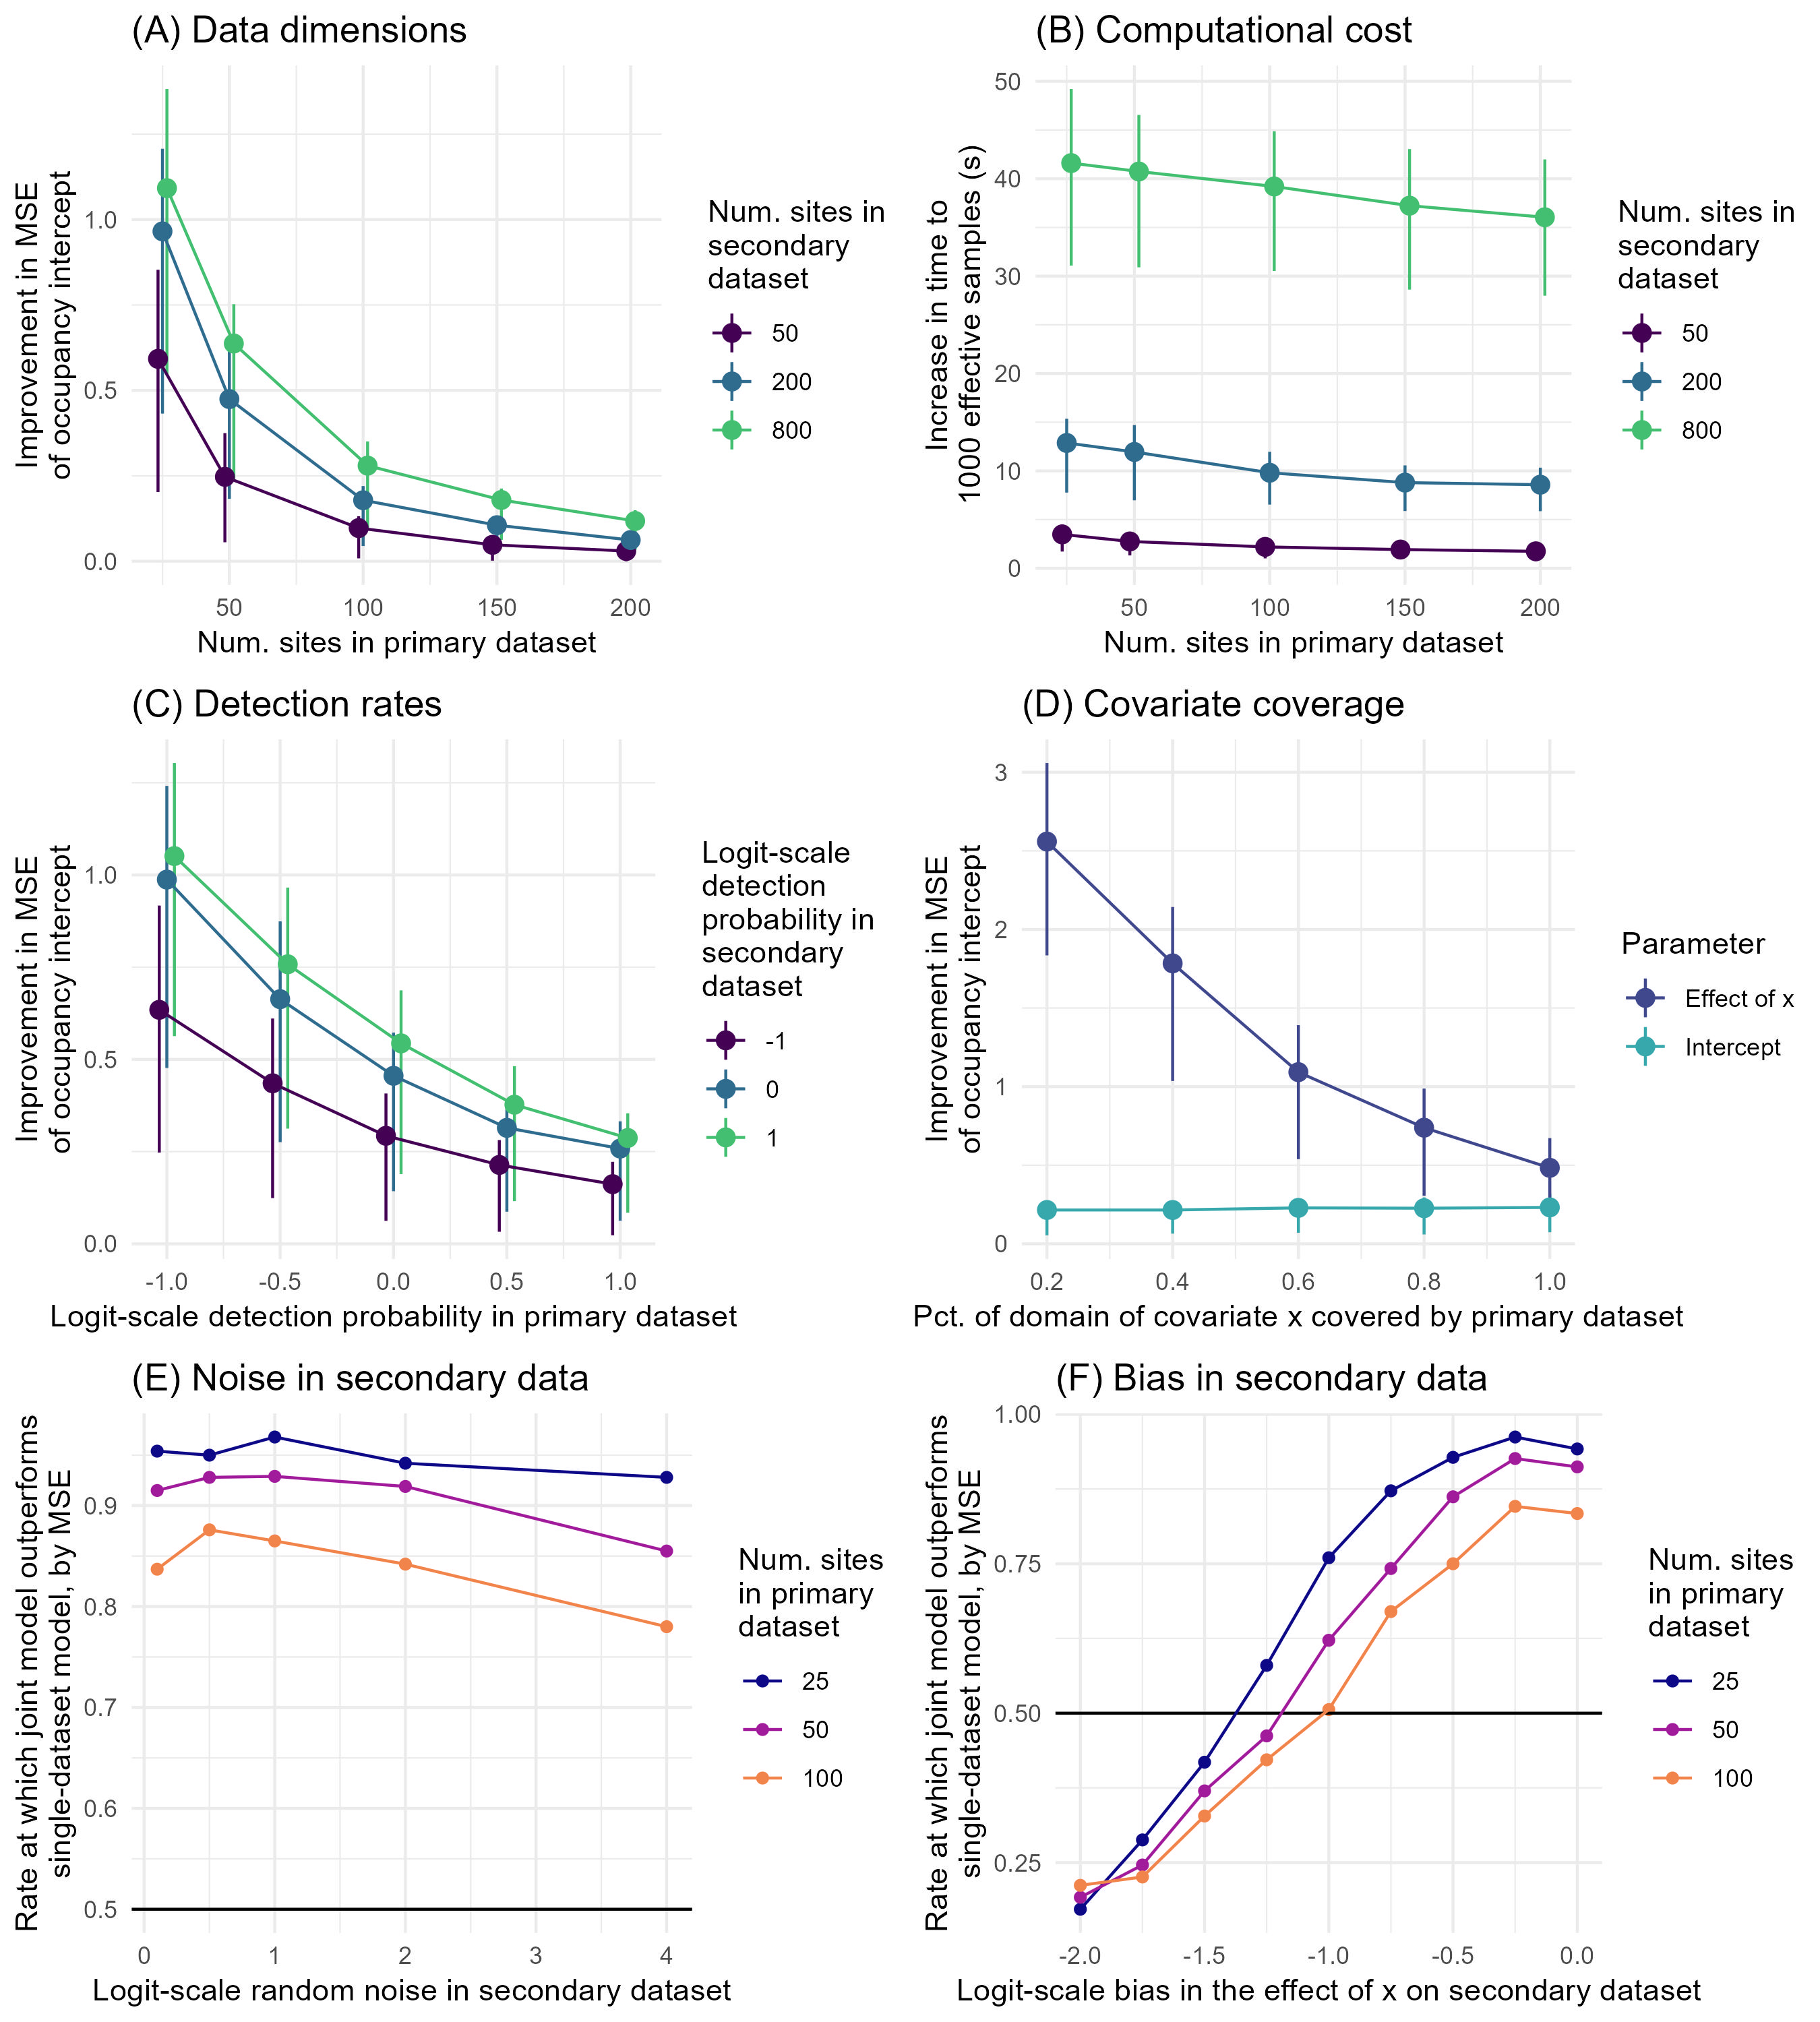 (A) Data dimensions
Improvement in MSE
of occupancy intercept
1.0
0.5
0.0
50
100
150
200
Num. sites in primary dataset
Num. sites in
secondary
dataset
50
200
800
(B) Computational cost
Increase in time to
1000 effective samples (s)
50
40
30
20
10
0
50
100
150
200
Num. sites in primary dataset
Num. sites in
secondary
dataset
50
200
800
(C) Detection rates
Improvement in MSE
of occupancy intercept
1.0
0.5
0.0
-1.0
-0.5
0.0
0.5
1.0
Logit-scale detection probability in primary dataset
Logit-scale
detection
probability in
secondary
dataset
-1
0
1
(D) Covariate coverage
Improvement in MSE
of occupancy intercept
3
2
1
0
0.2
0.4
0.6
0.8
1.0
Pct. of domain of covariate x covered by primary dataset
Parameter
Effect of x
Intercept
(E) Noise in secondary data
Rate at which joint model outperforms
single-dataset model, by MSE
0.9
0.8
0.7
0.6
0.5
0
1
2
3
4
Logit-scale random noise in secondary dataset
Num. sites
in primary
dataset
25
50
100
(F) Bias in secondary data
Rate at which joint model outperforms
single-dataset model, by MSE
1.00
0.75
0.50
0.25
-2.0
-1.5
-1.0
-0.5
0.0
Logit-scale bias in the effect of x on secondary dataset
Num. sites
in primary
dataset
25
50
100